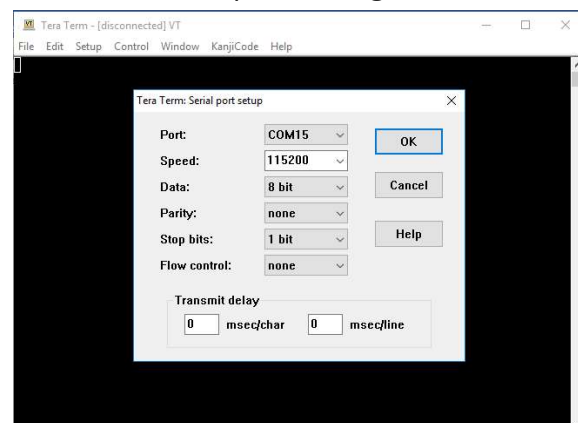 Tera Term - [disconnected] VT
File Edit Setup Control Window KanjiCode Help
Tera Term: Serial port setup
Port: COM15 OK
Speed: 115200
Data: 8 bit Cancel
Parity: none
Stop bits: 1 bit Help
Flow control: none
Transmit delay
0 msec/char 0 msec/line